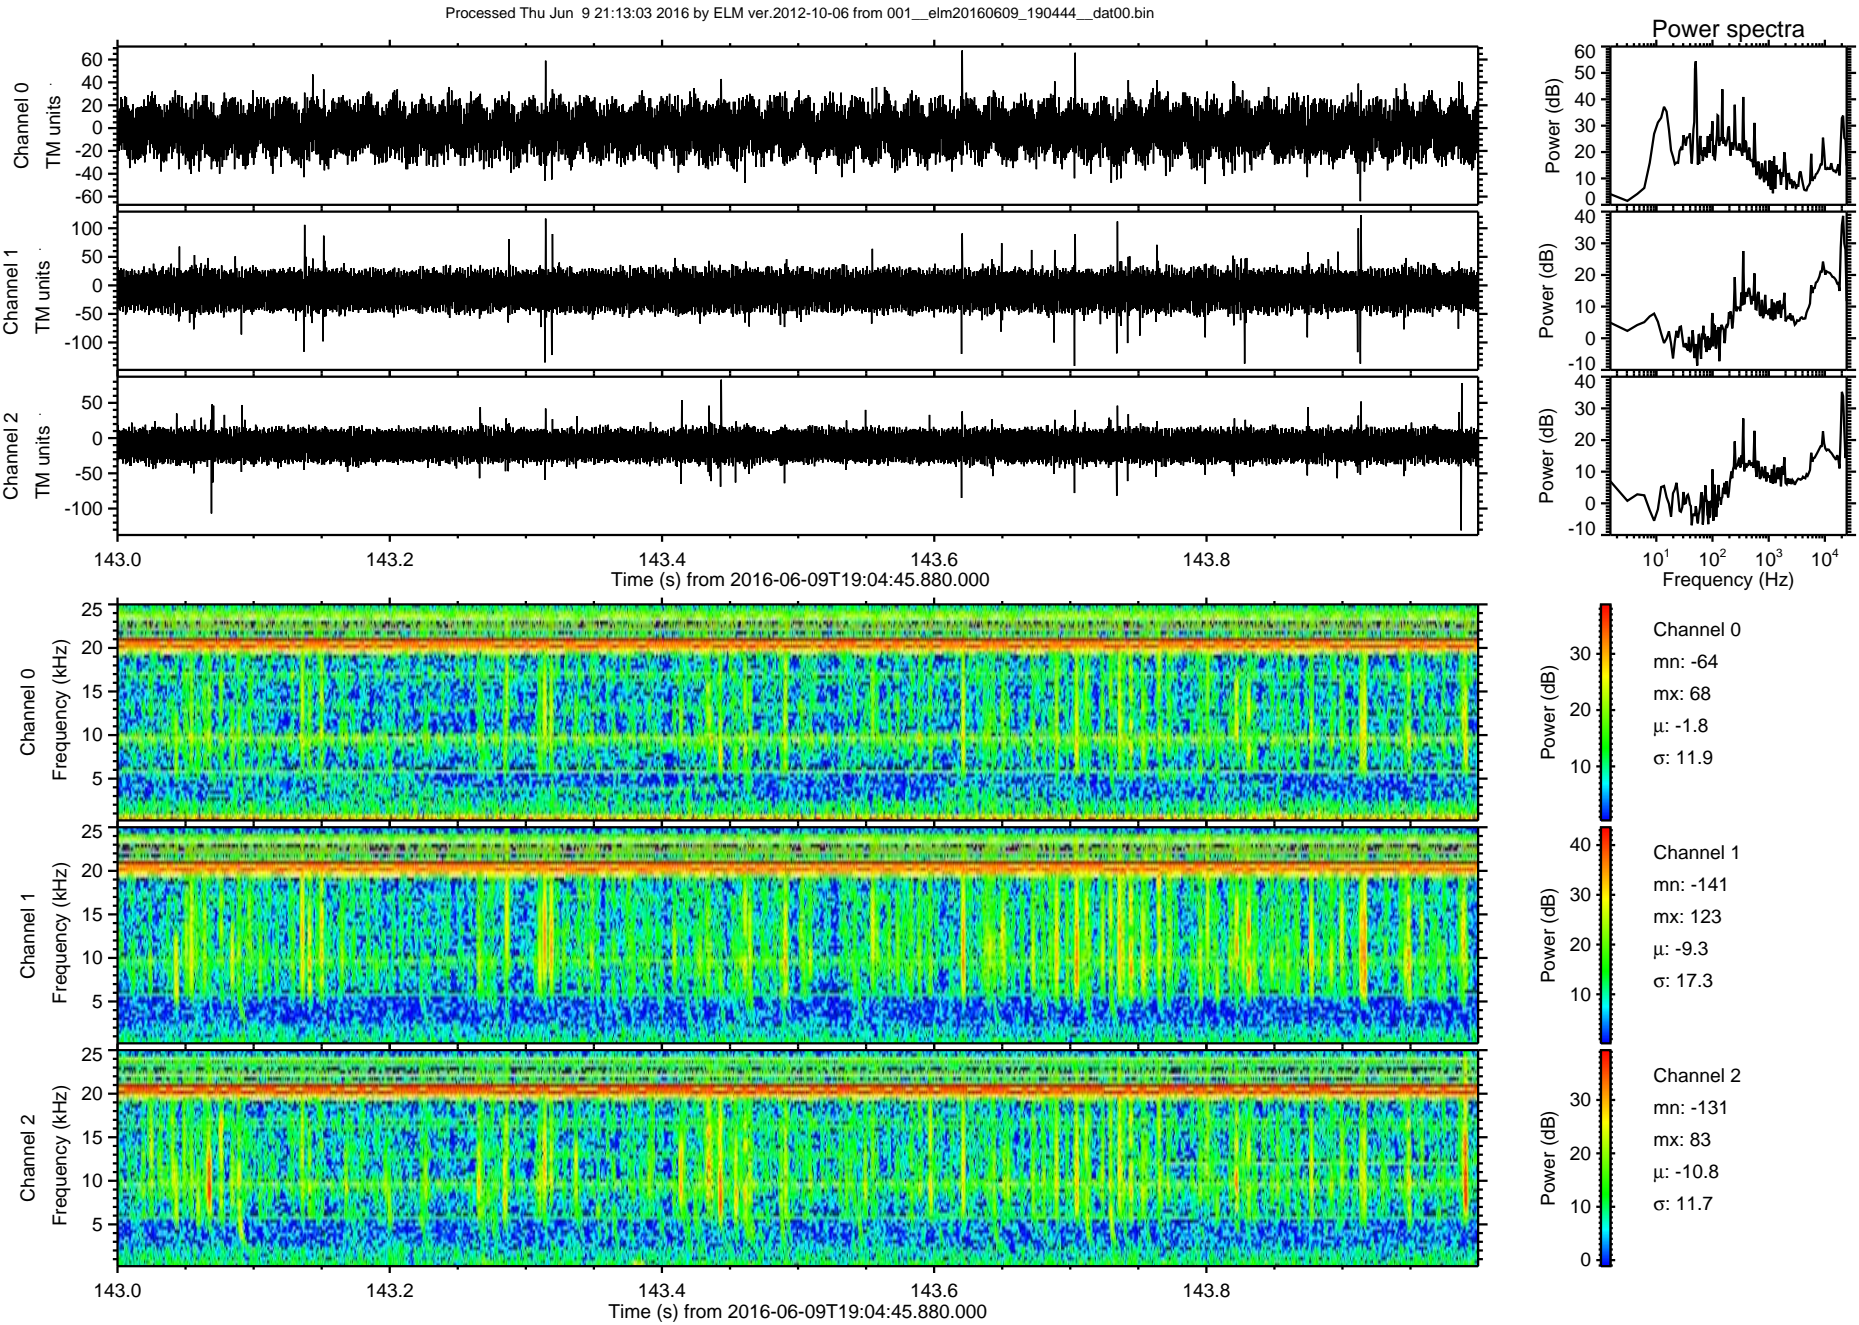 Processed Thu Jun  9 21:13:03 2016 by ELM ver.2012-10-06 from 001__elm20160609_190444__dat00.bin
Power spectra
Channel 0
TM units
60
40
20
0
-20
-40
-60
Power (dB)
60
50
40
30
20
10
0
Channel 1
TM units
100
50
0
-50
-100
Power (dB)
40
30
20
10
0
-10
Channel 2
TM units
50
0
-50
-100
Power (dB)
40
30
20
10
0
-10
143.0 143.2 143.4 143.6 143.8
Time (s) from 2016-06-09T19:04:45.880.000
10¹ 10² 10³ 10⁴
Frequency (Hz)
Channel 0
Frequency (kHz)
25
20
15
10
5
Power (dB)
30
20
10
Channel 0
mn: -64
mx: 68
µ: -1.8
σ: 11.9
Channel 1
Frequency (kHz)
25
20
15
10
5
Power (dB)
40
30
20
10
Channel 1
mn: -141
mx: 123
µ: -9.3
σ: 17.3
Channel 2
Frequency (kHz)
25
20
15
10
5
Power (dB)
30
20
10
0
Channel 2
mn: -131
mx: 83
µ: -10.8
σ: 11.7
143.0 143.2 143.4 143.6 143.8
Time (s) from 2016-06-09T19:04:45.880.000